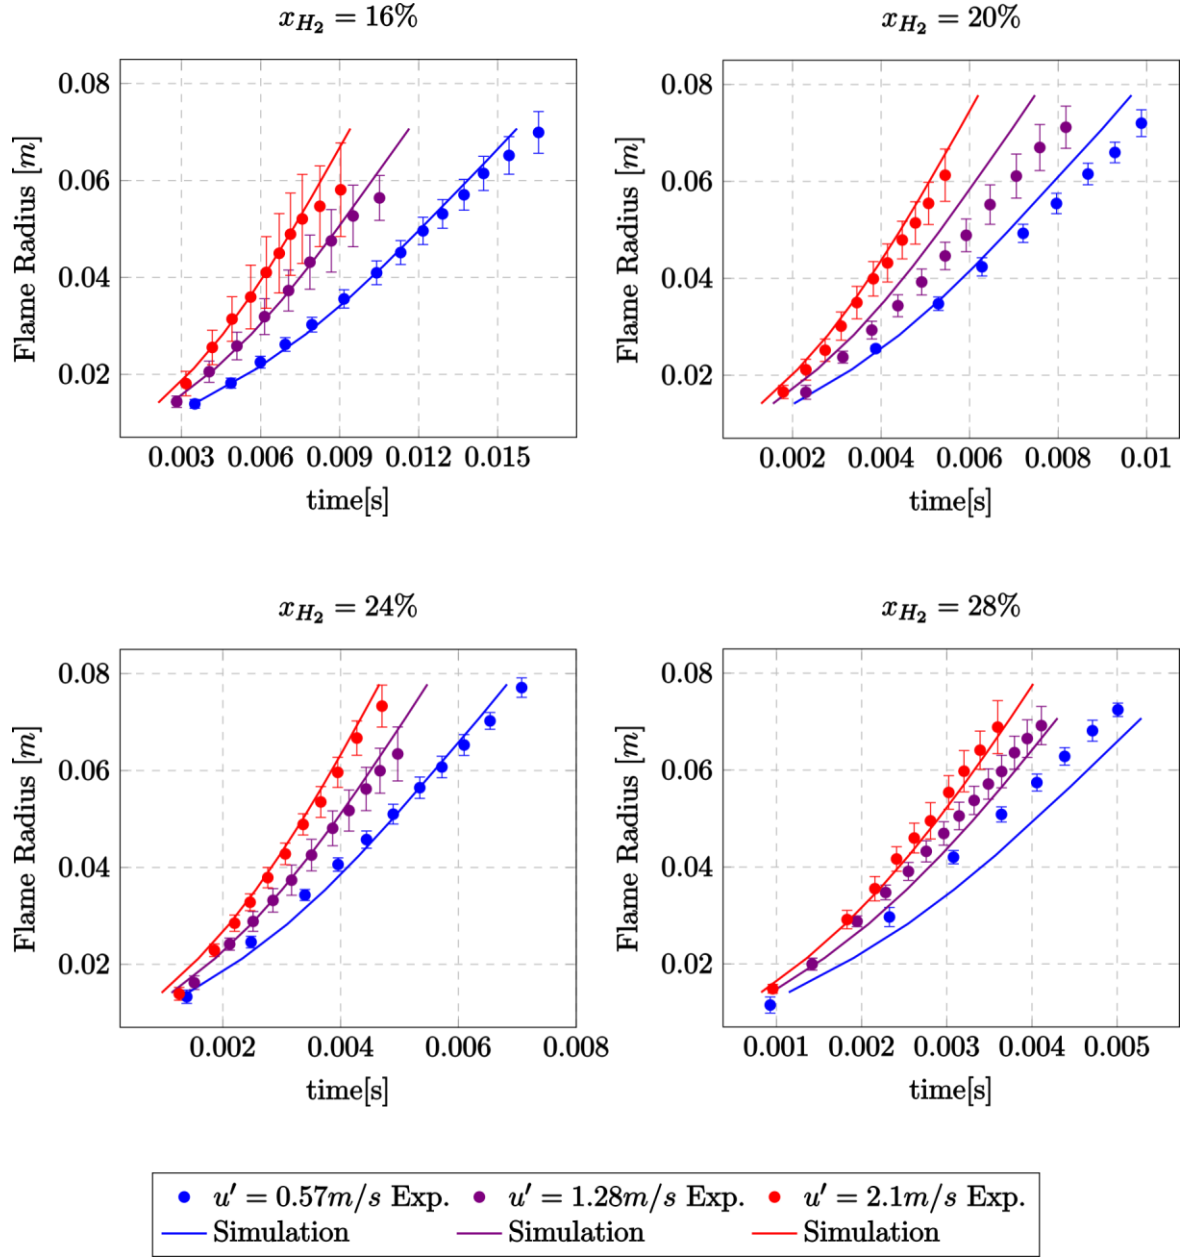 x_{H_2} = 16%
x_{H_2} = 20%
0.08
0.06
0.04
0.02
Flame Radius [m]
0.003 0.006 0.009 0.012 0.015
time[s]
0.08
0.06
0.04
0.02
Flame Radius [m]
0.002 0.004 0.006 0.008 0.01
time[s]
x_{H_2} = 24%
x_{H_2} = 28%
0.08
0.06
0.04
0.02
Flame Radius [m]
0.002 0.004 0.006 0.008
time[s]
0.08
0.06
0.04
0.02
Flame Radius [m]
0.001 0.002 0.003 0.004 0.005
time[s]
u′ = 0.57m/s Exp. u′ = 1.28m/s Exp. u′ = 2.1m/s Exp.
Simulation Simulation Simulation